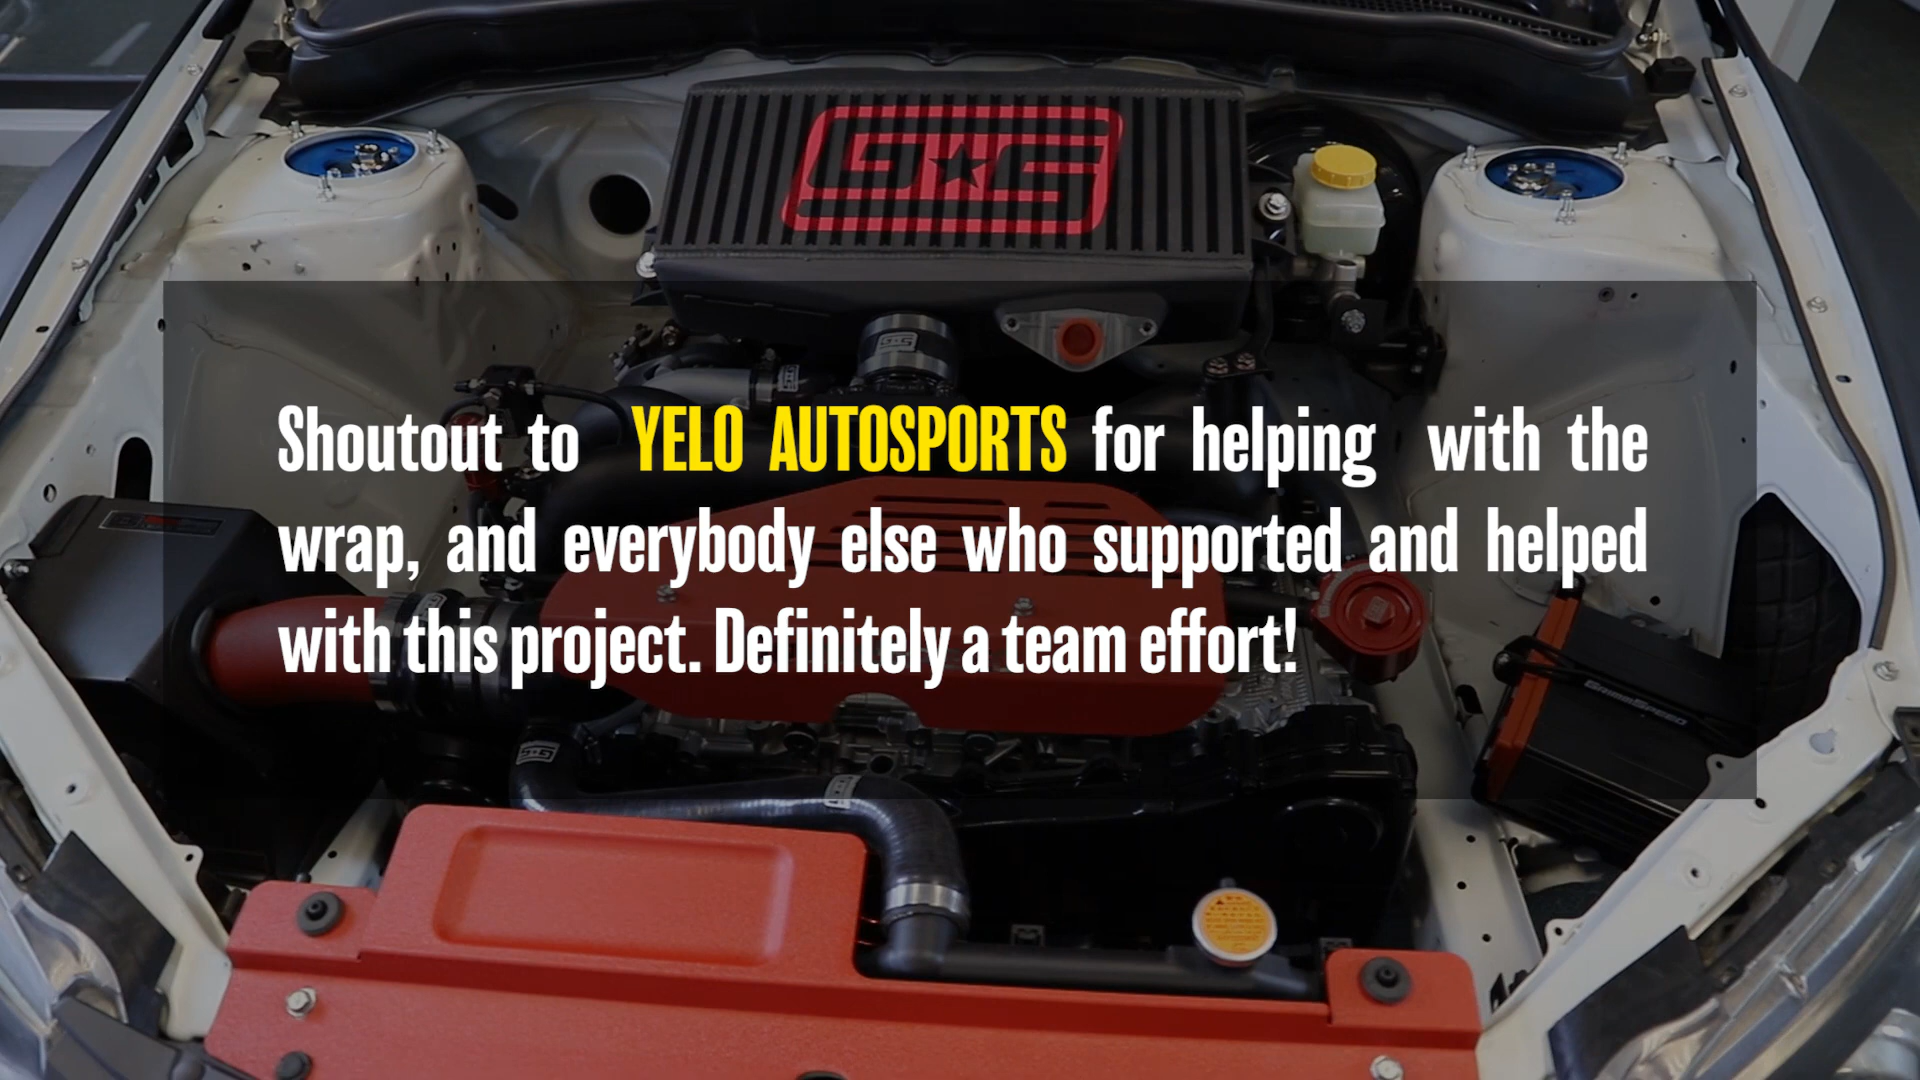 G★S
Shoutout to YELO AUTOSPORTS for helping with the
wrap, and everybody else who supported and helped
with this project. Definitely a team effort!